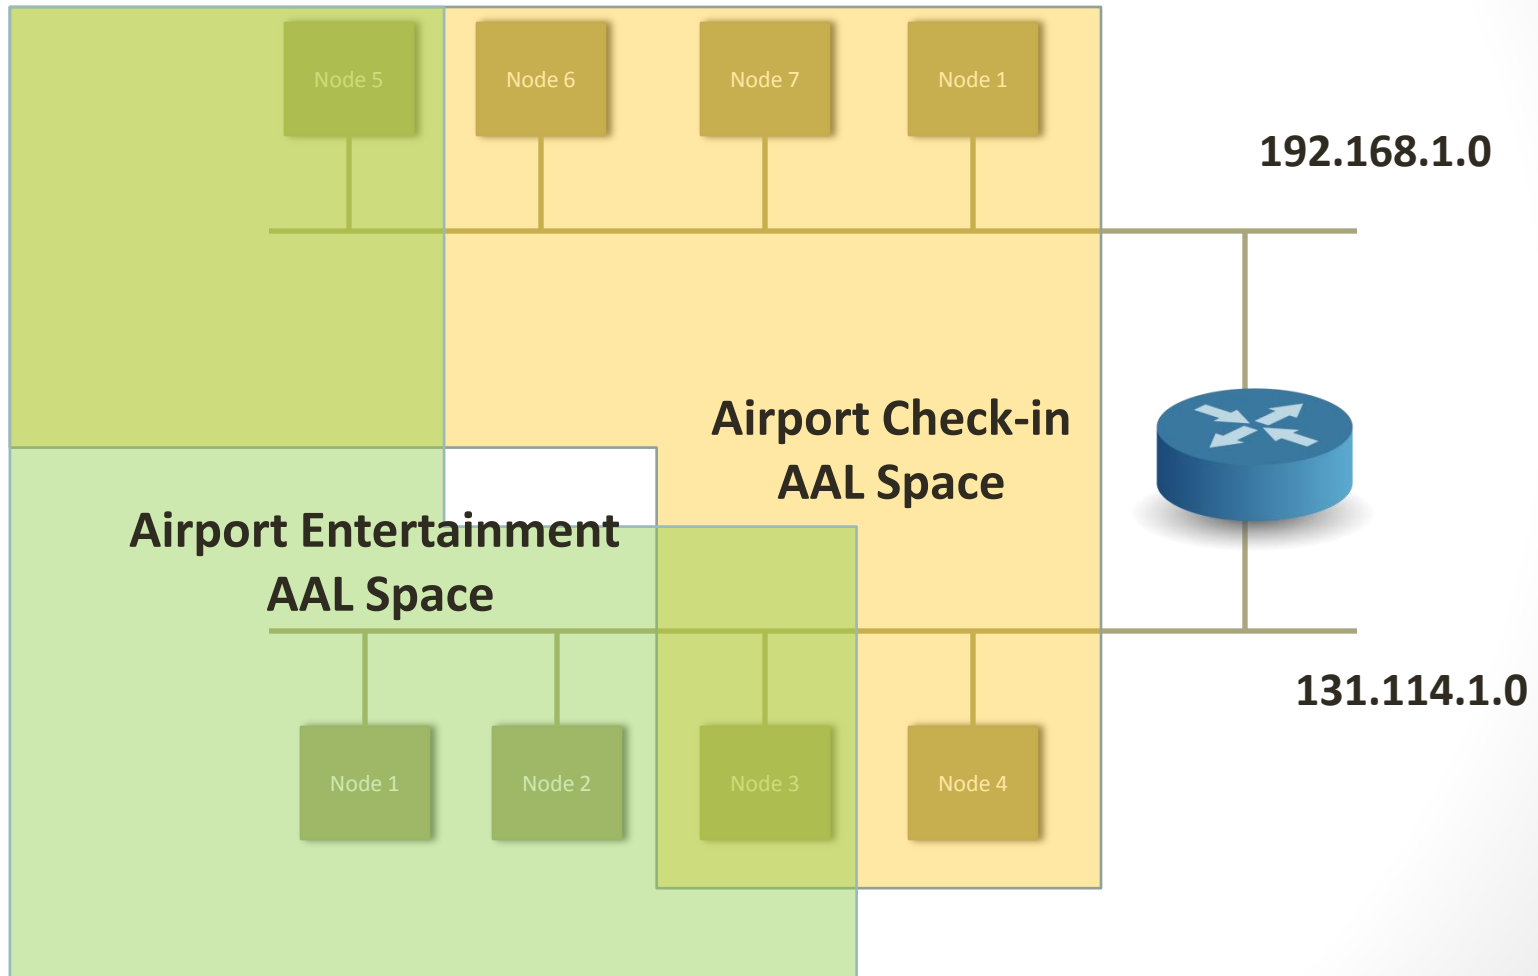 Node 5
Node 6
Node 7
Node 1
192.168.1.0
Airport Check-in
AAL Space
Airport Entertainment
AAL Space
131.114.1.0
Node 1
Node 2
Node 3
Node 4